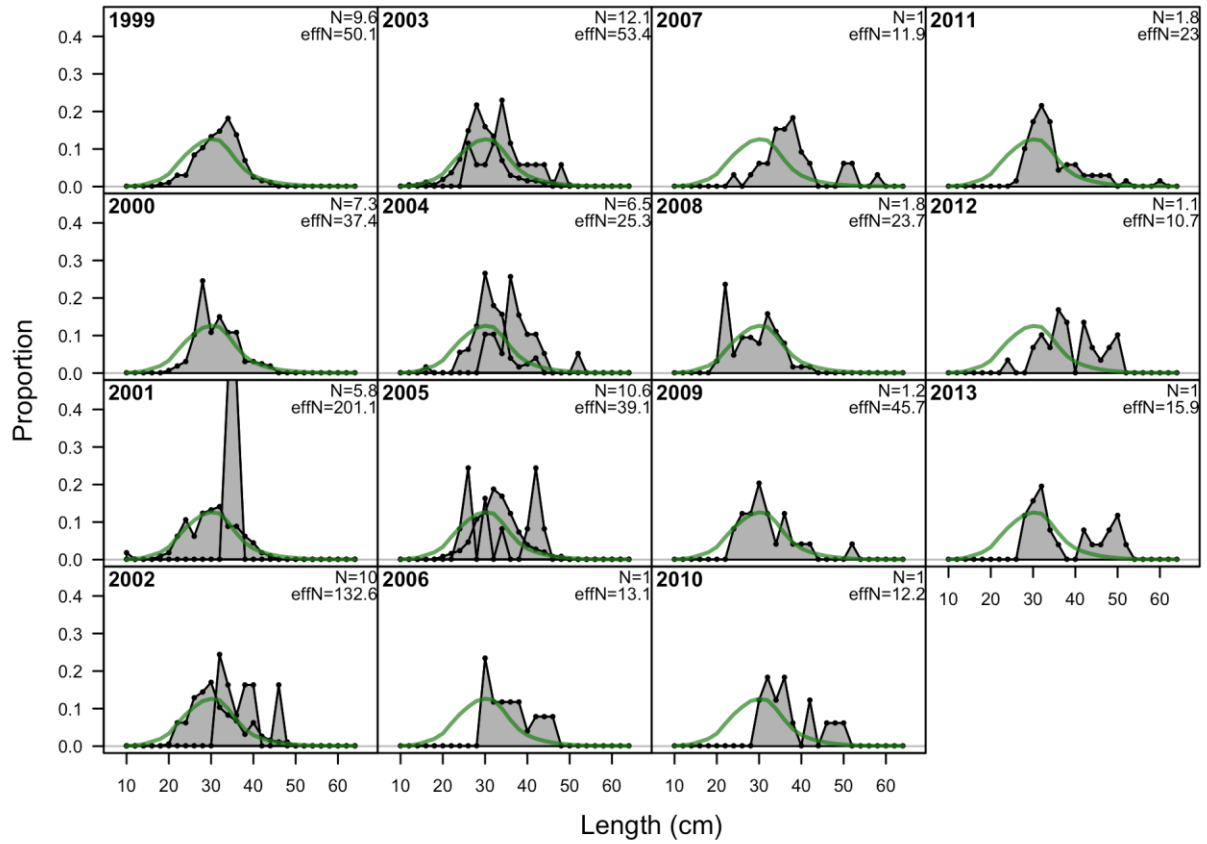 1999 N=9.6
effN=50.1
2003 N=12.1
effN=53.4
2007 N=1
effN=11.9
2011 N=1.8
effN=23
0.4
0.3
0.2
0.1
0.0
2000 N=7.3
effN=37.4
2004 N=6.5
effN=25.3
2008 N=1.8
effN=23.7
2012 N=1.1
effN=10.7
0.4
0.3
0.2
0.1
0.0
2001 N=5.8
effN=201.1
2005 N=10.6
effN=39.1
2009 N=1.2
effN=45.7
2013 N=1
effN=15.9
0.4
0.3
0.2
0.1
0.0
10 20 30 40 50 60
2002 N=10
effN=132.6
2006 N=1
effN=13.1
2010 N=1
effN=12.2
0.4
0.3
0.2
0.1
0.0
10 20 30 40 50 60
10 20 30 40 50 60
10 20 30 40 50 60
Proportion
Length (cm)